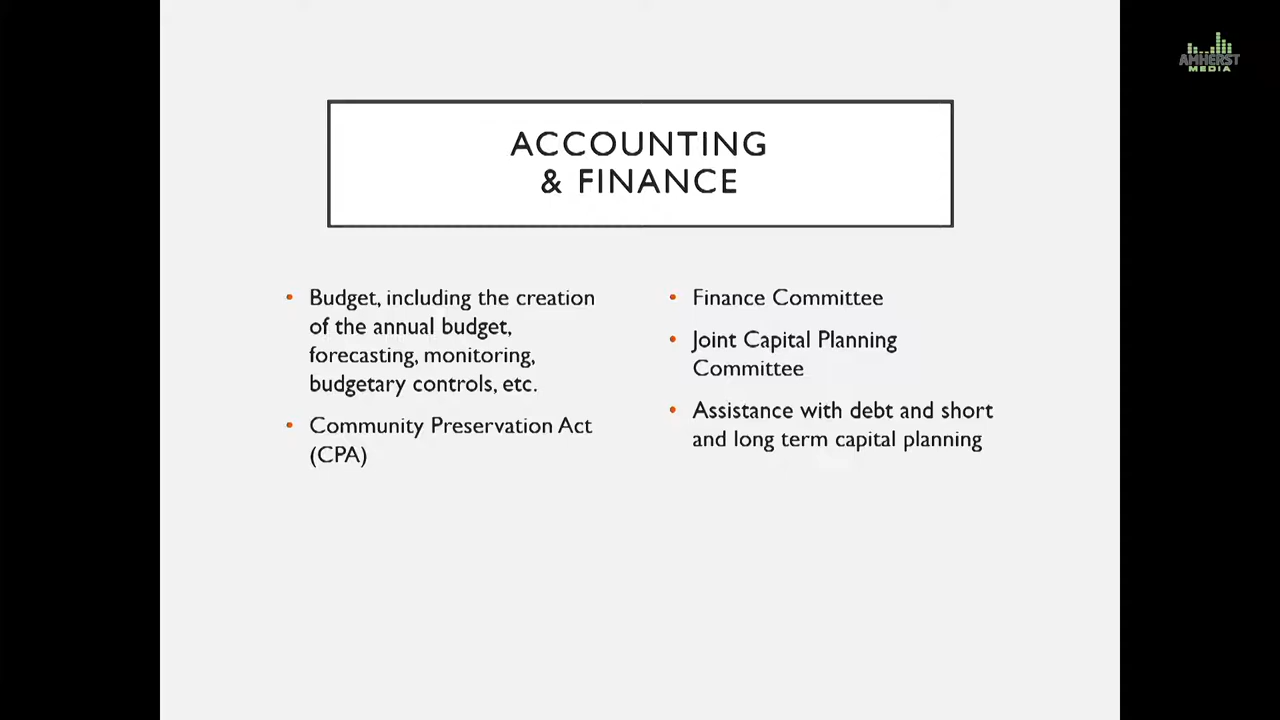 AMHERST
MEDIA
ACCOUNTING
& FINANCE
• Budget, including the creation
of the annual budget,
forecasting, monitoring,
budgetary controls, etc.
• Community Preservation Act
(CPA)
• Finance Committee
• Joint Capital Planning
Committee
• Assistance with debt and short
and long term capital planning